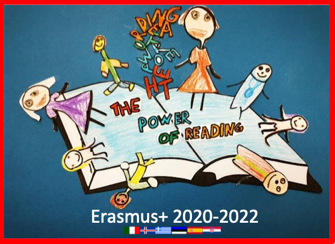 THE
POWER
OF READING
Erasmus+ 2020-2022